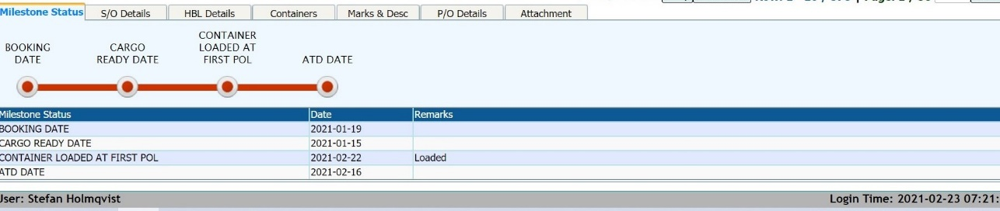 Milestone Status S/O Details HBL Details Containers Marks & Desc P/O Details Attachment
BOOKING DATE
CARGO READY DATE
CONTAINER LOADED AT FIRST POL
ATD DATE
Milestone Status Date Remarks
BOOKING DATE 2021-01-19
CARGO READY DATE 2021-01-15
CONTAINER LOADED AT FIRST POL 2021-02-22 Loaded
ATD DATE 2021-02-16
User: Stefan Holmqvist Login Time: 2021-02-23 07:21: